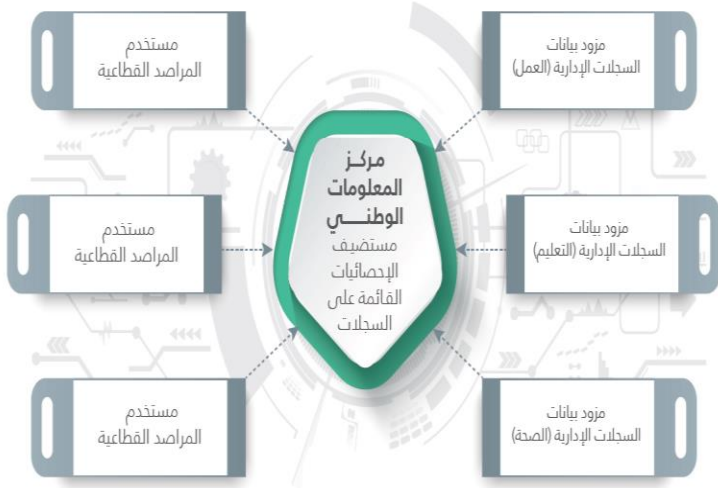 مزود بيانات
السجلات الإدارية (العمل)
مستخدم
المراصد القطاعية
مركز
المعلومات
الوطني
مستضيف
الإحصائيات
القائمة على
السجلات
مزود بيانات
السجلات الإدارية (التعليم)
مستخدم
المراصد القطاعية
مزود بيانات
السجلات الإدارية (الصحة)
مستخدم
المراصد القطاعية